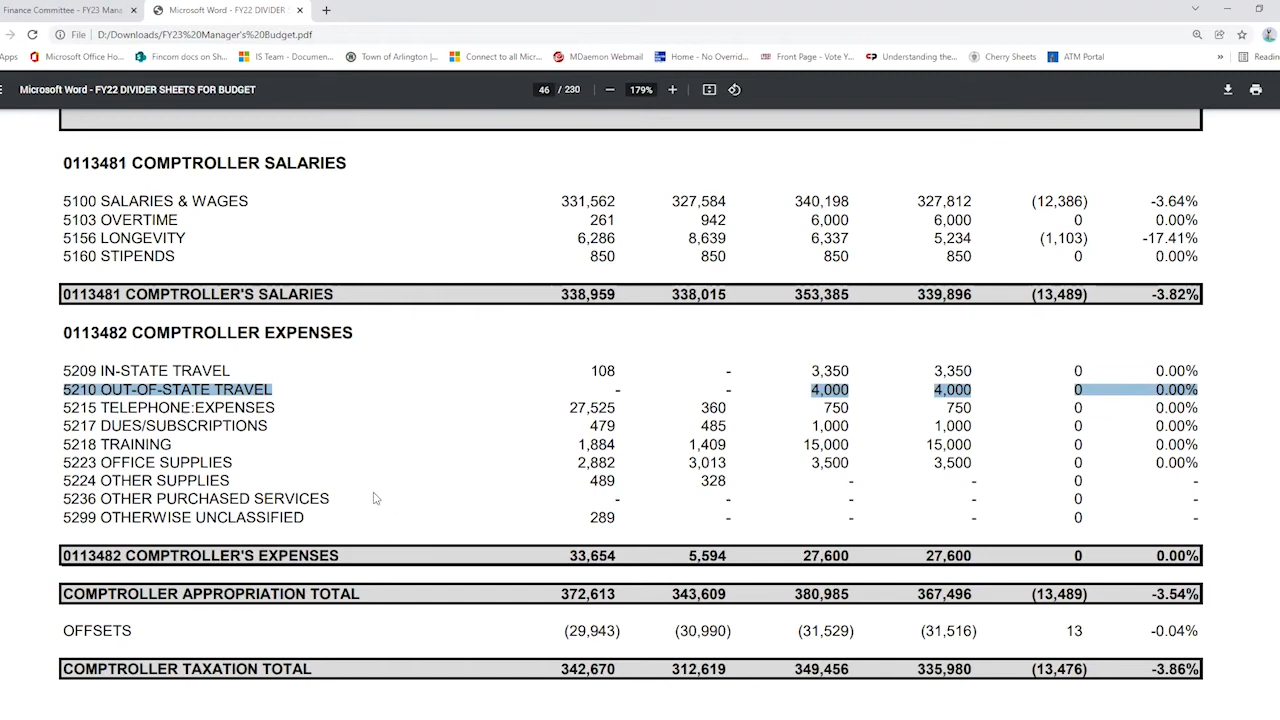 Finance Committee - FY23 Mana
Microsoft Word - FY22 DIVIDER
File D:/Downloads/FY23%20Manager's%20Budget.pdf
Apps Microsoft Office Ho... Fincom docs on Sh... IS Team - Documen... Town of Arlington |... Connect to all Micr... MDaemon Webmail Home - No Overrid... Front Page - Vote Y... Understanding the... Cherry Sheets ATM Portal » Readin
Microsoft Word - FY22 DIVIDER SHEETS FOR BUDGET 46 / 230 179%
0113481 COMPTROLLER SALARIES
5100 SALARIES & WAGES 331,562 327,584 340,198 327,812 (12,386) -3.64%
5103 OVERTIME 261 942 6,000 6,000 0 0.00%
5156 LONGEVITY 6,286 8,639 6,337 5,234 (1,103) -17.41%
5160 STIPENDS 850 850 850 850 0 0.00%
0113481 COMPTROLLER'S SALARIES 338,959 338,015 353,385 339,896 (13,489) -3.82%
0113482 COMPTROLLER EXPENSES
5209 IN-STATE TRAVEL 108 - 3,350 3,350 0 0.00%
5210 OUT-OF-STATE TRAVEL - - 4,000 4,000 0 0.00%
5215 TELEPHONE:EXPENSES 27,525 360 750 750 0 0.00%
5217 DUES/SUBSCRIPTIONS 479 485 1,000 1,000 0 0.00%
5218 TRAINING 1,884 1,409 15,000 15,000 0 0.00%
5223 OFFICE SUPPLIES 2,882 3,013 3,500 3,500 0 0.00%
5224 OTHER SUPPLIES 489 328 - - 0 -
5236 OTHER PURCHASED SERVICES - - - - 0 -
5299 OTHERWISE UNCLASSIFIED 289 - - - 0 -
0113482 COMPTROLLER'S EXPENSES 33,654 5,594 27,600 27,600 0 0.00%
COMPTROLLER APPROPRIATION TOTAL 372,613 343,609 380,985 367,496 (13,489) -3.54%
OFFSETS (29,943) (30,990) (31,529) (31,516) 13 -0.04%
COMPTROLLER TAXATION TOTAL 342,670 312,619 349,456 335,980 (13,476) -3.86%